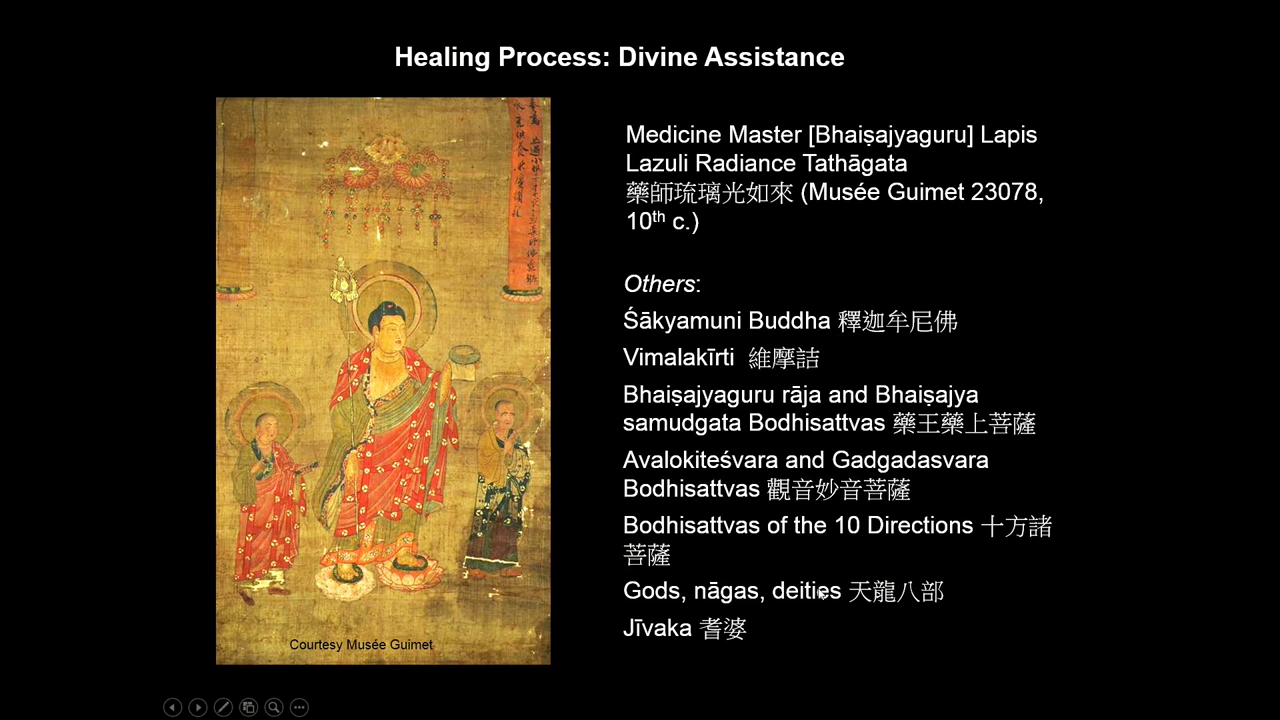 Healing Process: Divine Assistance
Medicine Master [Bhaiṣajyaguru] Lapis
Lazuli Radiance Tathāgata
藥師琉璃光如來 (Musée Guimet 23078,
10th c.)
Others:
Śākyamuni Buddha 釋迦牟尼佛
Vimalakīrti 維摩詰
Bhaiṣajyaguru rāja and Bhaiṣajya
samudgata Bodhisattvas 藥王藥上菩薩
Avalokiteśvara and Gadgadasvara
Bodhisattvas 觀音妙音菩薩
Bodhisattvas of the 10 Directions 十方諸
菩薩
Gods, nāgas, deities 天龍八部
Jīvaka 耆婆
Courtesy Musée Guimet